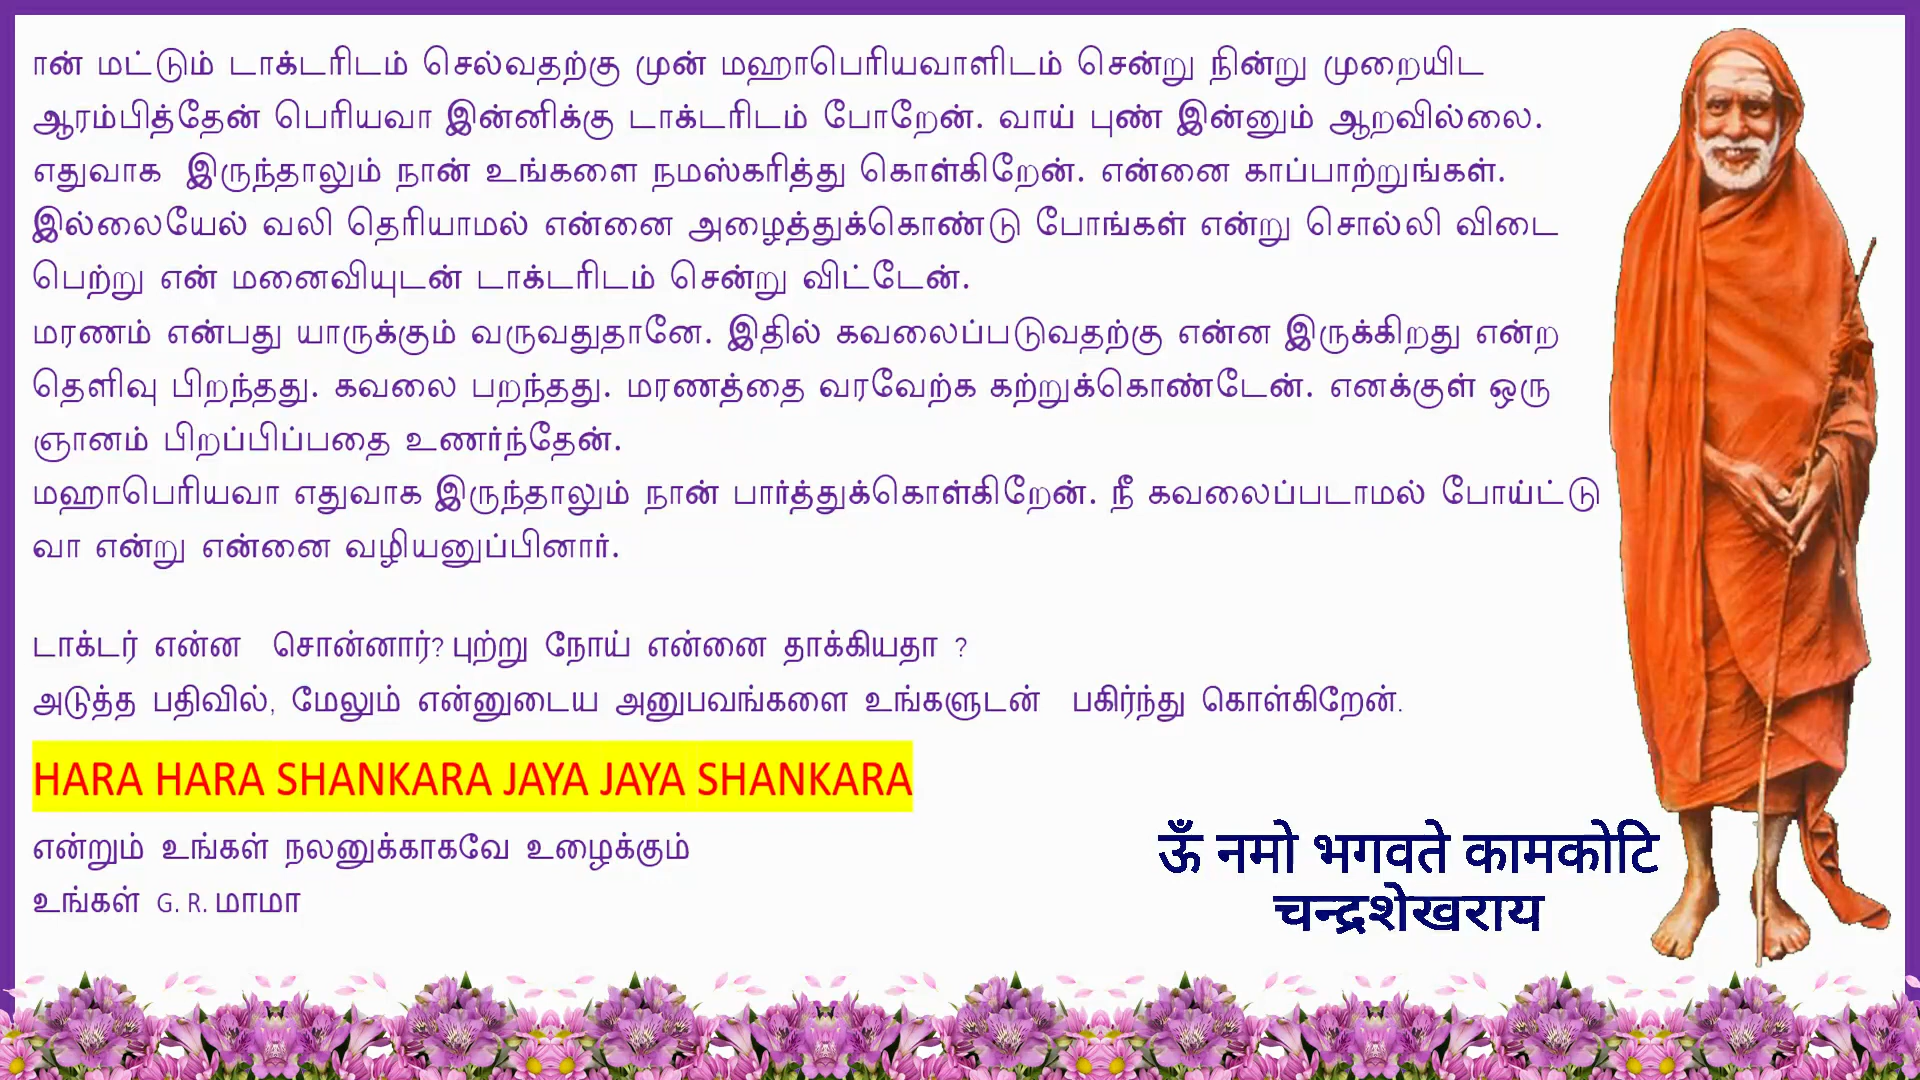 ான் மட்டும் டாக்டரிடம் செல்வதற்கு முன் மஹாபெரியவாளிடம் சென்று நின்று முறையிட
ஆரம்பித்தேன் பெரியவா இன்னிக்கு டாக்டரிடம் போறேன். வாய் புண் இன்னும் ஆறவில்லை.
எதுவாக இருந்தாலும் நான் உங்களை நமஸ்கரித்து கொள்கிறேன். என்னை காப்பாற்றுங்கள்.
இல்லையேல் வலி தெரியாமல் என்னை அழைத்துக்கொண்டு போங்கள் என்று சொல்லி விடை
பெற்று என் மனைவியுடன் டாக்டரிடம் சென்று விட்டேன்.
மரணம் என்பது யாருக்கும் வருவதுதானே. இதில் கவலைப்படுவதற்கு என்ன இருக்கிறது என்ற
தெளிவு பிறந்தது. கவலை பறந்தது. மரணத்தை வரவேற்க கற்றுக்கொண்டேன். எனக்குள் ஒரு
ஞானம் பிறப்பிப்பதை உணர்ந்தேன்.
மஹாபெரியவா எதுவாக இருந்தாலும் நான் பார்த்துக்கொள்கிறேன். நீ கவலைப்படாமல் போய்ட்டு
வா என்று என்னை வழியனுப்பினார்.
டாக்டர் என்ன சொன்னார்? புற்று நோய் என்னை தாக்கியதா ?
அடுத்த பதிவில், மேலும் என்னுடைய அனுபவங்களை உங்களுடன் பகிர்ந்து கொள்கிறேன்.
HARA HARA SHANKARA JAYA JAYA SHANKARA
என்றும் உங்கள் நலனுக்காகவே உழைக்கும்
உங்கள் G. R. மாமா
ॐ नमो भगवते कामकोटि
चन्द्रशेखराय